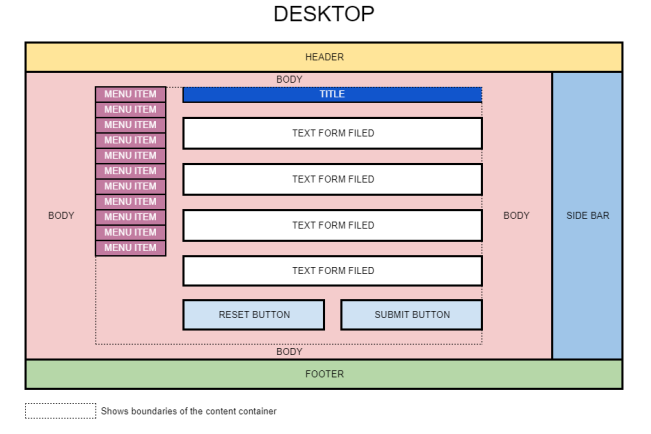 DESKTOP
HEADER
BODY
MENU ITEM
TITLE
MENU ITEM
MENU ITEM
TEXT FORM FILED
MENU ITEM
MENU ITEM
MENU ITEM
TEXT FORM FILED
MENU ITEM
MENU ITEM
BODY
MENU ITEM
TEXT FORM FILED
BODY
SIDE BAR
MENU ITEM
MENU ITEM
TEXT FORM FILED
RESET BUTTON
SUBMIT BUTTON
BODY
FOOTER
Shows boundaries of the content container